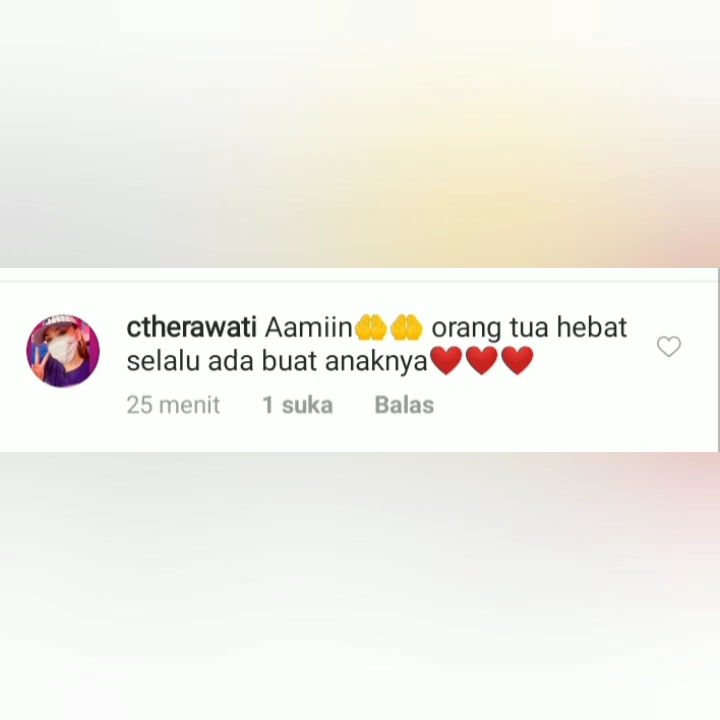 ctherawati Aamiin🤲🤲 orang tua hebat
selalu ada buat anaknya❤️❤️❤️
25 menit 1 suka Balas